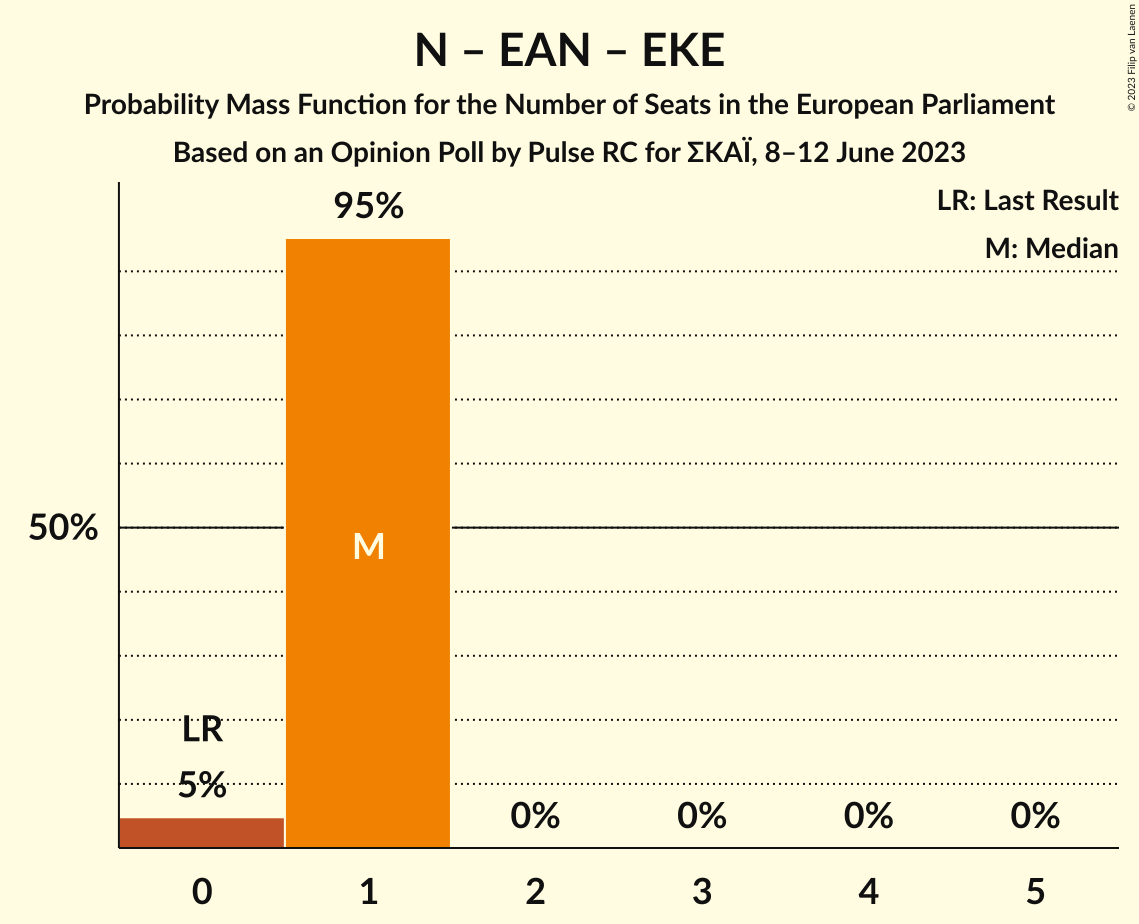 N – EAN – EKE
Probability Mass Function for the Number of Seats in the European Parliament
Based on an Opinion Poll by Pulse RC for ΣΚΑΪ, 8–12 June 2023
© 2023 Filip van Laenen
LR: Last Result
M: Median
95%
50%
M
LR
5%
0% 0% 0% 0%
0 1 2 3 4 5